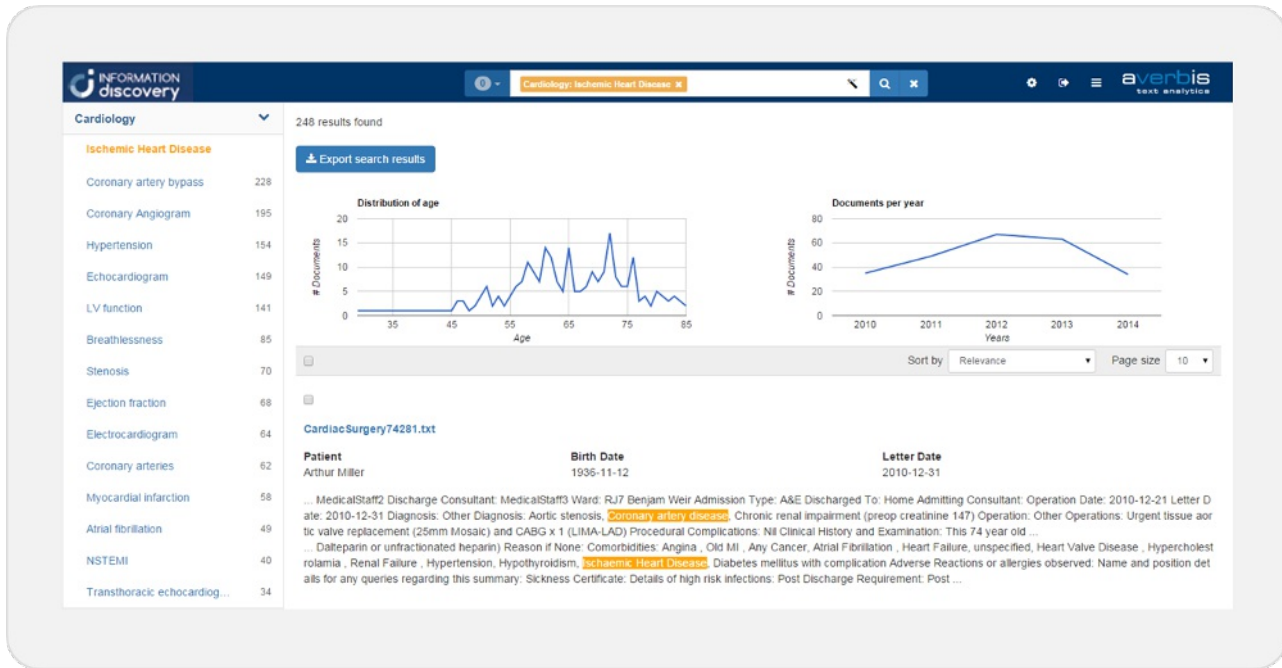 INFORMATION
discovery
0
Cardiology: Ischemic Heart Disease ×
averbis
text analytics
Cardiology
Ischemic Heart Disease
Coronary artery bypass 228
Coronary Angiogram 195
Hypertension 154
Echocardiogram 149
LV function 141
Breathlessness 85
Stenosis 70
Ejection fraction 68
Electrocardiogram 64
Coronary arteries 62
Myocardial infarction 58
Atrial fibrillation 49
NSTEMI 40
Transthoracic echocardiog... 34
248 results found
Export search results
Distribution of age
# Documents
20
15
10
5
0
35 45 55 65 75 85
Age
Documents per year
# Documents
80
60
40
20
0
2010 2011 2012 2013 2014
Years
Sort by Relevance Page size 10
CardiacSurgery74281.txt
Patient Birth Date Letter Date
Arthur Miller 1936-11-12 2010-12-31
... MedicalStaff2 Discharge Consultant: MedicalStaff3 Ward: RJ7 Benjam Weir Admission Type: A&E Discharged To: Home Admitting Consultant: Operation Date: 2010-12-21 Letter D
ate: 2010-12-31 Diagnosis: Other Diagnosis: Aortic stenosis, Coronary artery disease, Chronic renal impairment (preop creatinine 147) Operation: Other Operations: Urgent tissue aor
tic valve replacement (25mm Mosaic) and CABG x 1 (LIMA-LAD) Procedural Complications: Nil Clinical History and Examination: This 74 year old ...
... Dalteparin or unfractionated heparin) Reason if None: Comorbidities: Angina , Old MI , Any Cancer, Atrial Fibrillation , Heart Failure, unspecified, Heart Valve Disease , Hypercholest
rolamia , Renal Failure , Hypertension, Hypothyroidism, Ischaemic Heart Disease, Diabetes mellitus with complication Adverse Reactions or allergies observed: Name and position det
ails for any queries regarding this summary: Sickness Certificate: Details of high risk infections: Post Discharge Requirement: Post ...